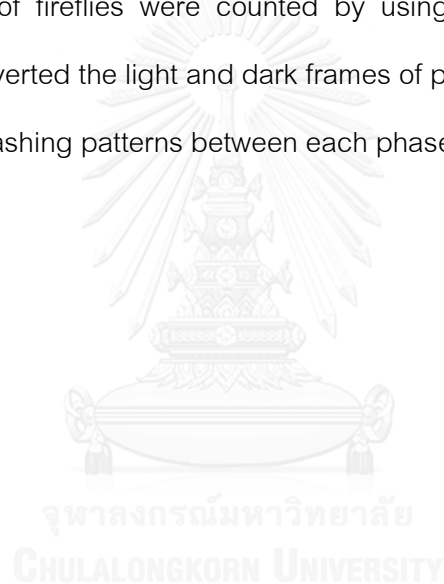 of fireflies were counted by using
verted the light and dark frames of p
ashing patterns between each phase
จุฬาลงกรณ์มหาวิทยาลัย
CHULALONGKORN UNIVERSITY